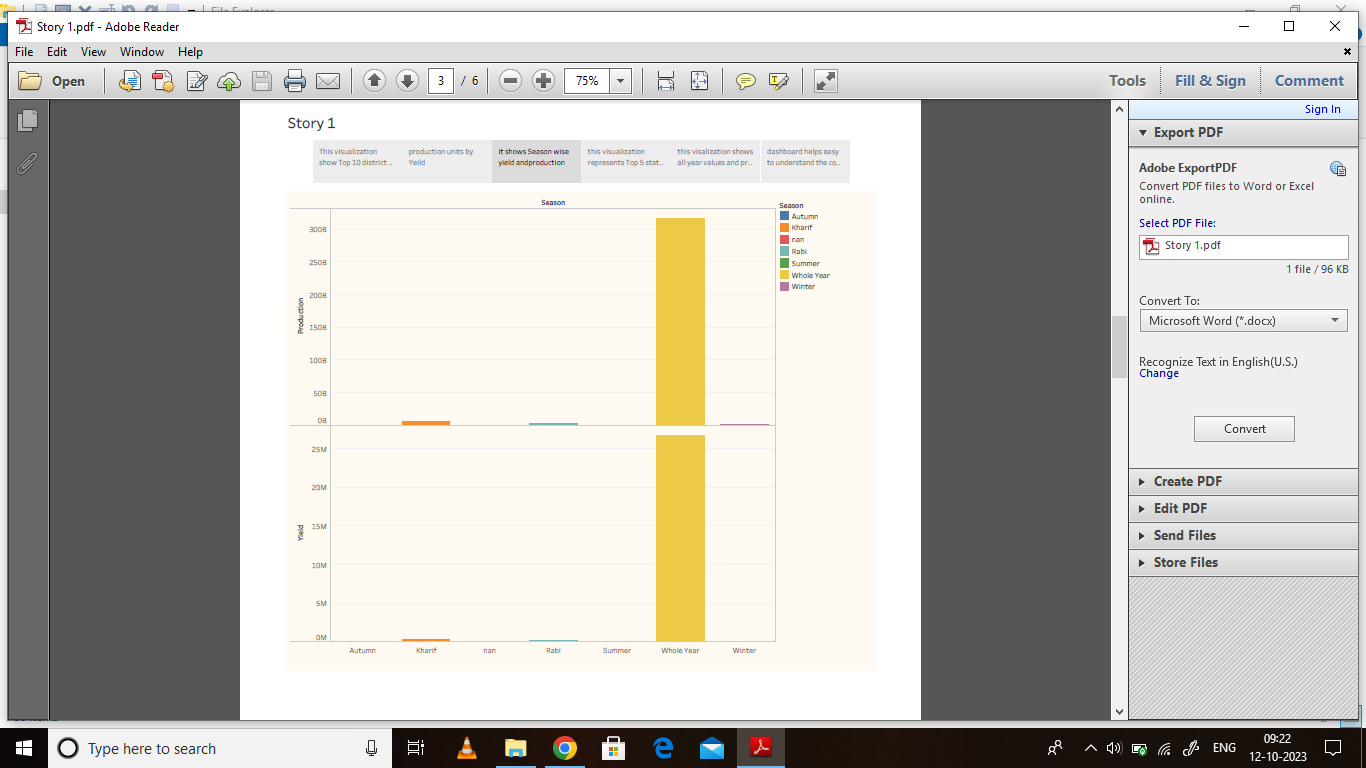 File Explorer
Story 1.pdf - Adobe Reader
File Edit View Window Help
Open
3 / 6
75%
Tools
Fill & Sign
Comment
Story 1
This visualization
show Top 10 district ..
production units by
Yeild
it shows Season wise
yield andproduction
this visualization
represents Top 5 stat..
this visalization shows
all year values and pr..
dashboard helps easy
to understand the co..
Season
Production
300B
250B
200B
150B
100B
50B
0B
Yield
25M
20M
15M
10M
5M
0M
Autumn Kharif nan Rabi Summer Whole Year Winter
Season
Autumn
Kharif
nan
Rabi
Summer
Whole Year
Winter
Sign In
Export PDF
Adobe ExportPDF
Convert PDF files to Word or Excel
online.
Select PDF File:
Story 1.pdf
1 file / 96 KB
Convert To:
Microsoft Word (*.docx)
Recognize Text in English(U.S.)
Change
Convert
Create PDF
Edit PDF
Send Files
Store Files
Type here to search
ENG
09:22
12-10-2023